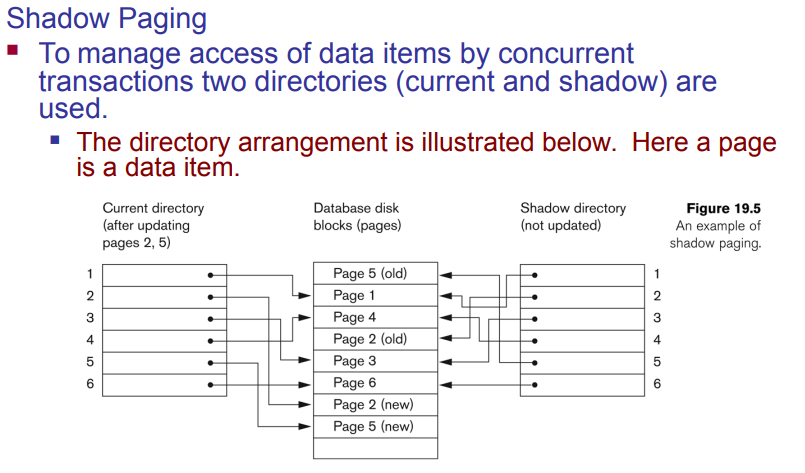 Shadow Paging
To manage access of data items by concurrent
transactions two directories (current and shadow) are
used.
The directory arrangement is illustrated below. Here a page
is a data item.
Current directory
(after updating
pages 2, 5)
Database disk
blocks (pages)
Shadow directory
(not updated)
Figure 19.5
An example of
shadow paging.
1
2
3
4
5
6
Page 5 (old)
Page 1
Page 4
Page 2 (old)
Page 3
Page 6
Page 2 (new)
Page 5 (new)
1
2
3
4
5
6